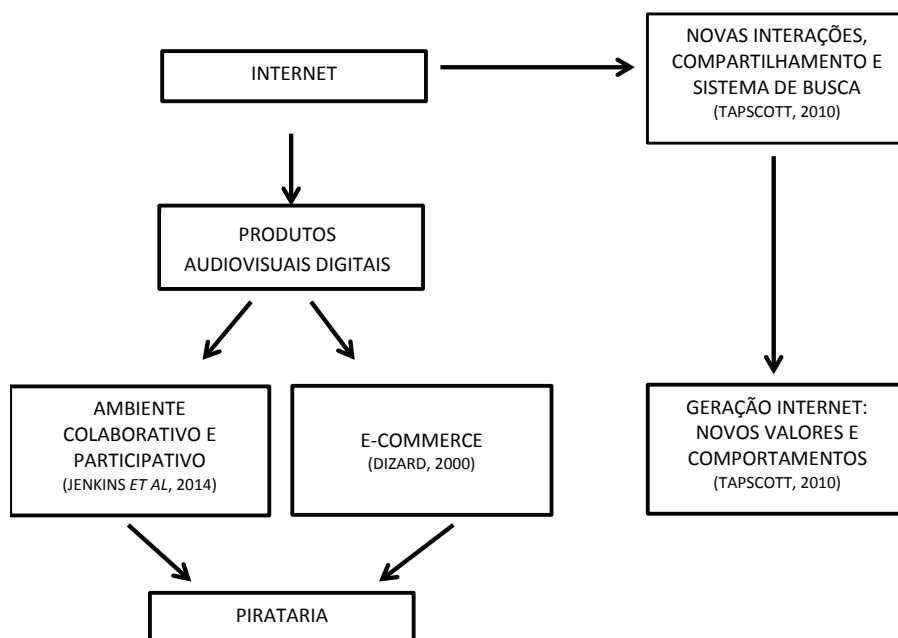 INTERNET
NOVAS INTERAÇÕES,
COMPARTILHAMENTO E
SISTEMA DE BUSCA
(TAPSCOTT, 2010)
PRODUTOS
AUDIOVISUAIS DIGITAIS
AMBIENTE
COLABORATIVO E
PARTICIPATIVO
(JENKINS ET AL, 2014)
E-COMMERCE
(DIZARD, 2000)
GERAÇÃO INTERNET:
NOVOS VALORES E
COMPORTAMENTOS
(TAPSCOTT, 2010)
PIRATARIA